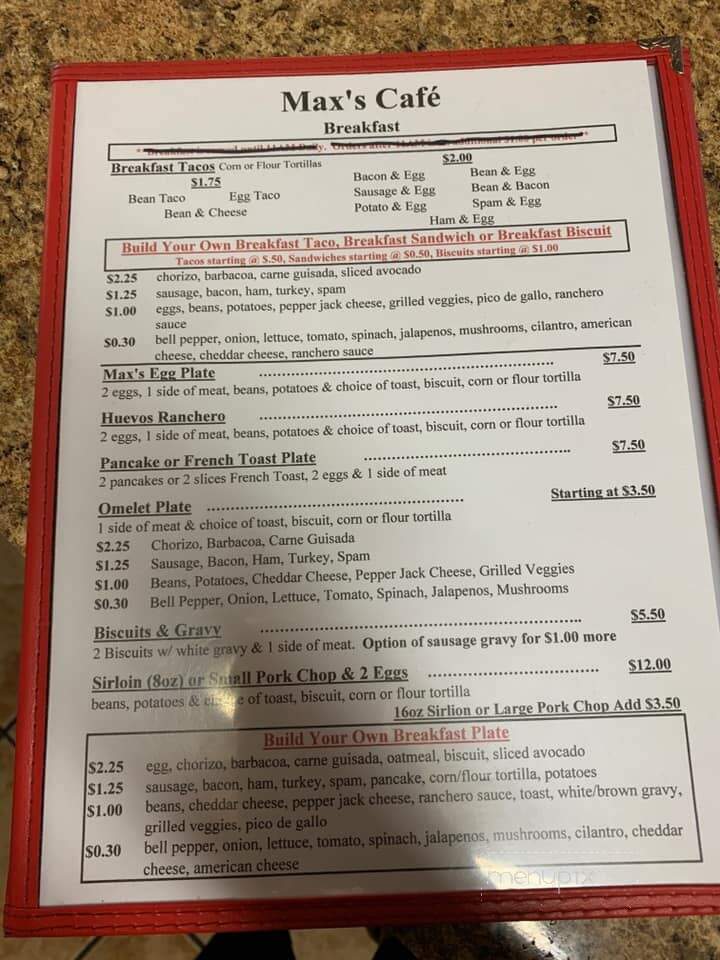 Max's Café
Breakfast
**Breakfast is served until 11AM Daily. Orders after 11AM is an additional $1.00 per order**
Breakfast Tacos Corn or Flour Tortillas
$1.75
Bean Taco Egg Taco
Bean & Cheese
$2.00
Bacon & Egg Bean & Egg
Sausage & Egg Bean & Bacon
Potato & Egg Spam & Egg
Ham & Egg
Build Your Own Breakfast Taco, Breakfast Sandwich or Breakfast Biscuit
Tacos starting @ $.50, Sandwiches starting @ $0.50, Biscuits starting @ $1.00
$2.25 chorizo, barbacoa, carne guisada, sliced avocado
$1.25 sausage, bacon, ham, turkey, spam
$1.00 eggs, beans, potatoes, pepper jack cheese, grilled veggies, pico de gallo, ranchero
sauce
$0.30 bell pepper, onion, lettuce, tomato, spinach, jalapenos, mushrooms, cilantro, american
cheese, cheddar cheese, ranchero sauce
Max's Egg Plate $7.50
2 eggs, 1 side of meat, beans, potatoes & choice of toast, biscuit, corn or flour tortilla
Huevos Ranchero $7.50
2 eggs, 1 side of meat, beans, potatoes & choice of toast, biscuit, corn or flour tortilla
Pancake or French Toast Plate $7.50
2 pancakes or 2 slices French Toast, 2 eggs & 1 side of meat
Omelet Plate Starting at $3.50
1 side of meat & choice of toast, biscuit, corn or flour tortilla
$2.25 Chorizo, Barbacoa, Carne Guisada
$1.25 Sausage, Bacon, Ham, Turkey, Spam
$1.00 Beans, Potatoes, Cheddar Cheese, Pepper Jack Cheese, Grilled Veggies
$0.30 Bell Pepper, Onion, Lettuce, Tomato, Spinach, Jalapenos, Mushrooms
Biscuits & Gravy $5.50
2 Biscuits w/ white gravy & 1 side of meat. Option of sausage gravy for $1.00 more
Sirloin (8oz) or Small Pork Chop & 2 Eggs $12.00
beans, potatoes & choice of toast, biscuit, corn or flour tortilla
16oz Sirlion or Large Pork Chop Add $3.50
Build Your Own Breakfast Plate
$2.25 egg, chorizo, barbacoa, carne guisada, oatmeal, biscuit, sliced avocado
$1.25 sausage, bacon, ham, turkey, spam, pancake, corn/flour tortilla, potatoes
$1.00 beans, cheddar cheese, pepper jack cheese, ranchero sauce, toast, white/brown gravy,
grilled veggies, pico de gallo
$0.30 bell pepper, onion, lettuce, tomato, spinach, jalapenos, mushrooms, cilantro, cheddar
cheese, american cheese
menupix